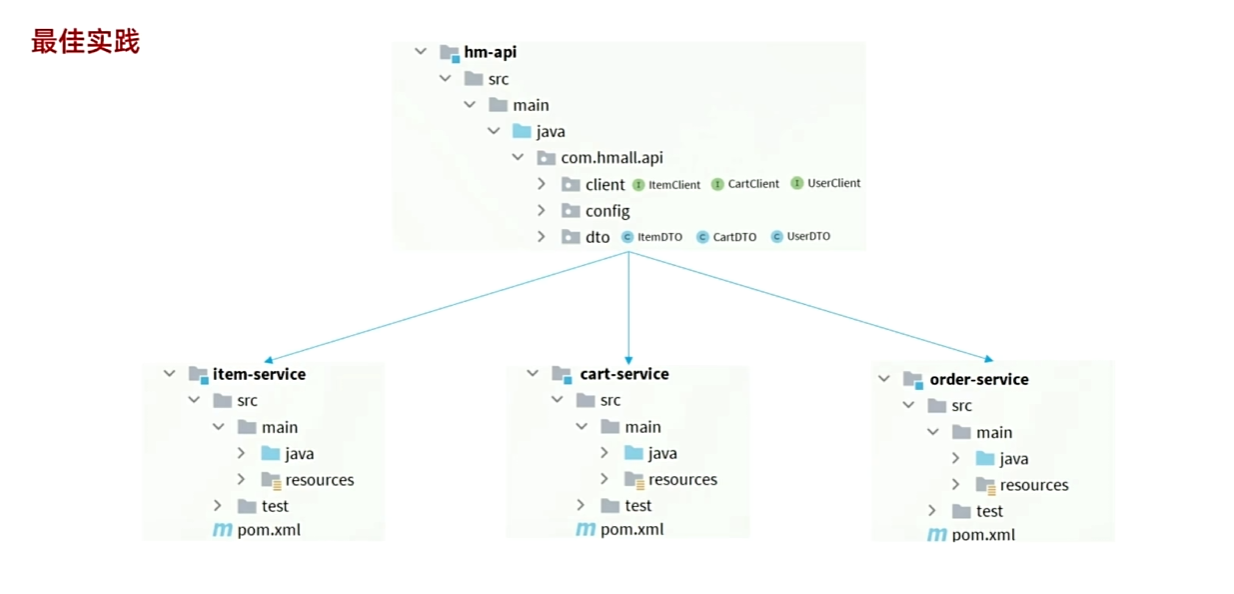 最佳实践
hm-api
src
main
java
com.hmall.api
client ItemClient CartClient UserClient
config
dto ItemDTO CartDTO UserDTO
item-service
src
main
java
resources
test
pom.xml
cart-service
src
main
java
resources
test
pom.xml
order-service
src
main
java
resources
test
pom.xml